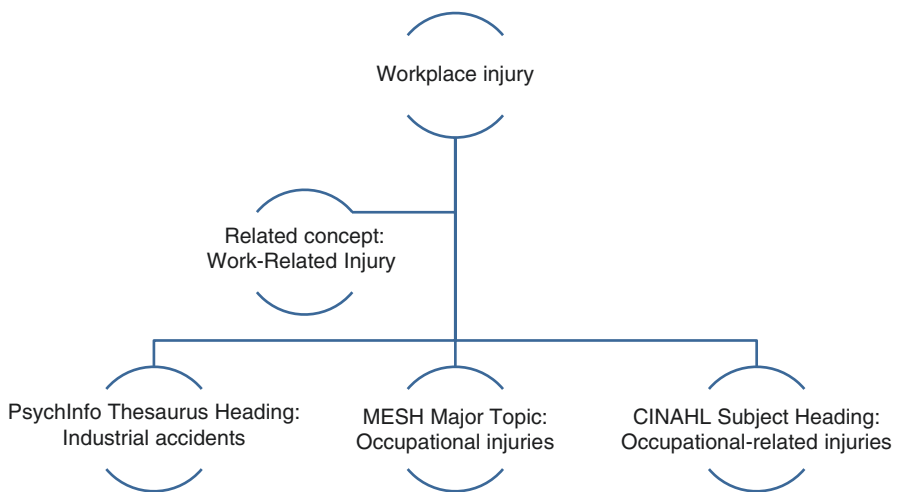 Workplace injury
Related concept:
Work-Related Injury
PsychInfo Thesaurus Heading:
Industrial accidents
MESH Major Topic:
Occupational injuries
CINAHL Subject Heading:
Occupational-related injuries